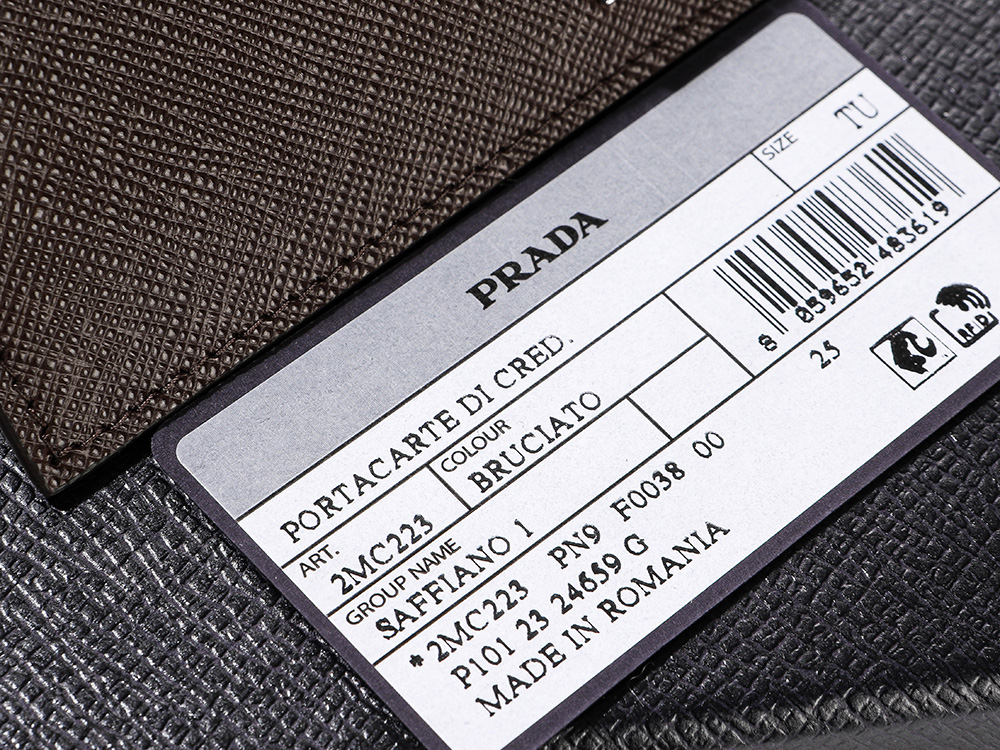 PRADA
SIZE
TU
PORTACARTE DI CRED.
8 059652 483619
ART.
2MC223
COLOUR
BRUCIATO
25
GROUP NAME
SAFFIANO 1
*2MC223 PN9 F0038 00
P101 23 24659 G
MADE IN ROMANIA